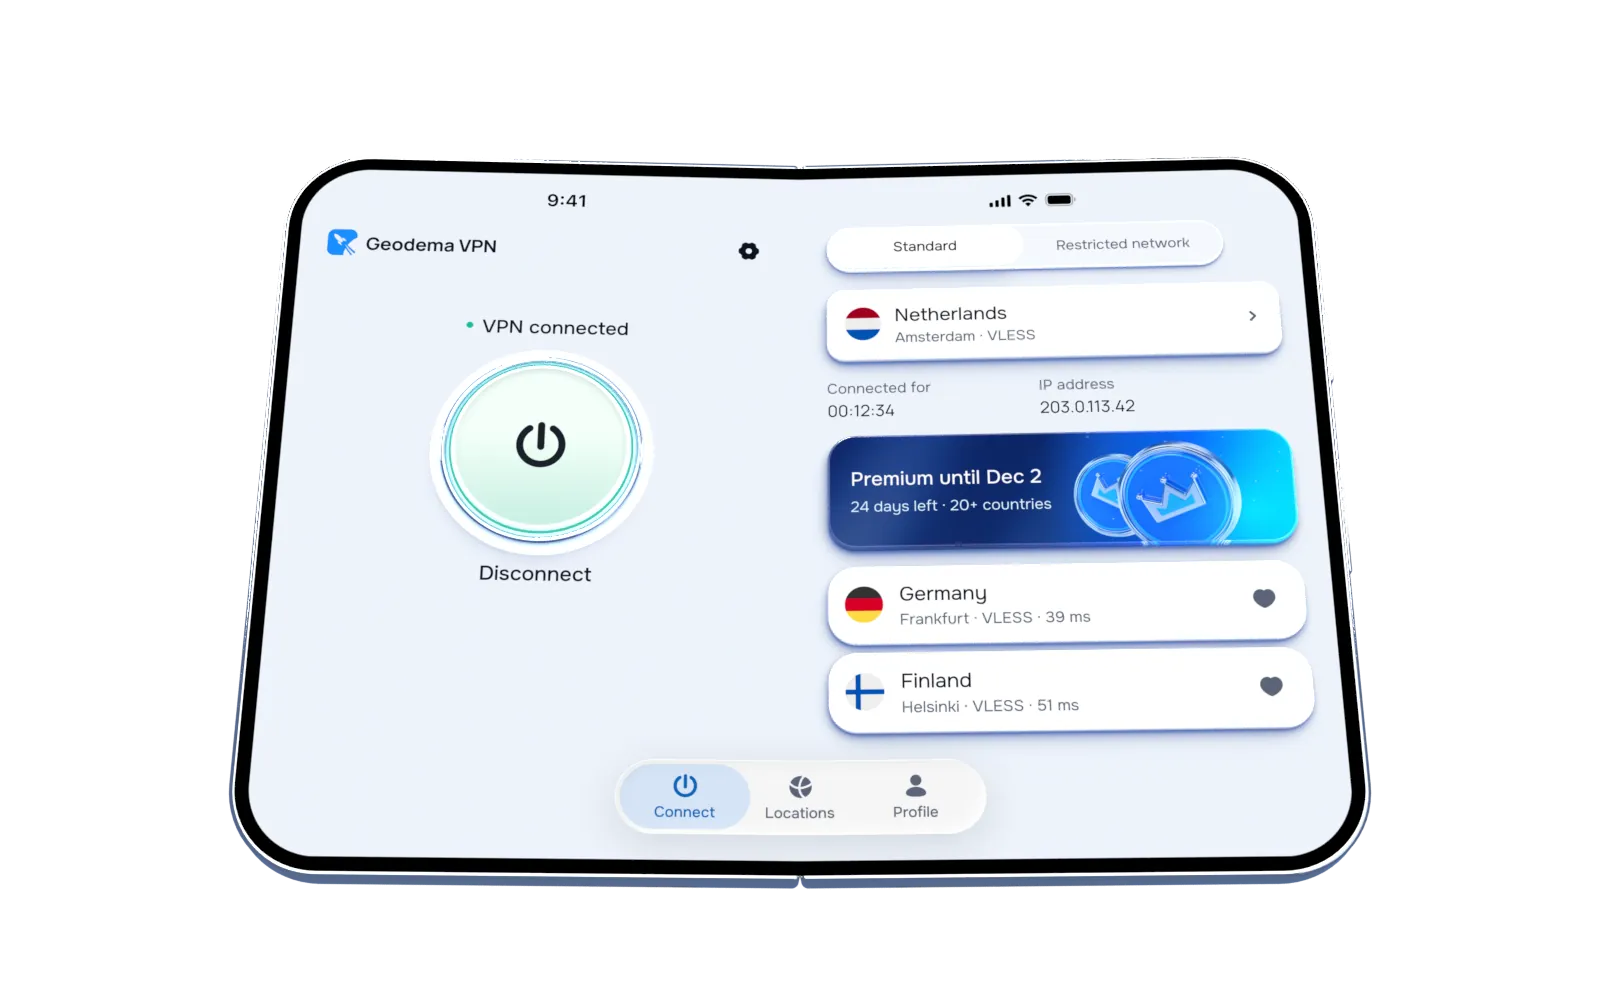 9:41
Geodema VPN
VPN connected
Disconnect
Standard
Restricted network
Netherlands
Amsterdam · VLESS
Connected for
00:12:34
IP address
203.0.113.42
Premium until Dec 2
24 days left · 20+ countries
Germany
Frankfurt · VLESS · 39 ms
Finland
Helsinki · VLESS · 51 ms
Connect
Locations
Profile